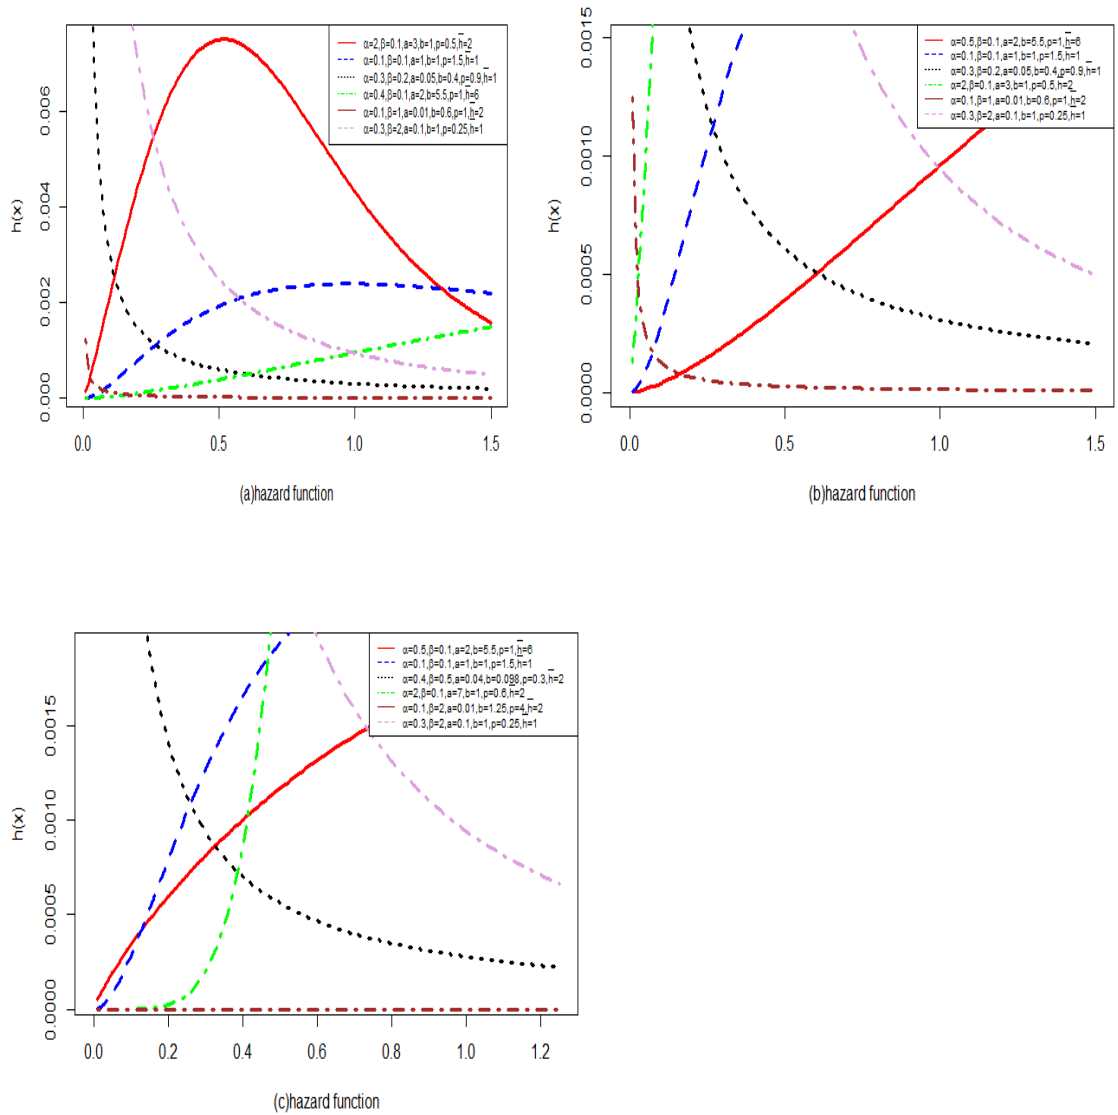 α=2,β=0.1,a=3,b=1,p=0.5,h̅=2
α=0.1,β=0.1,a=1,b=1,p=1.5,h̅=1
α=0.3,β=0.2,a=0.05,b=0.4,p=0.9,h̅=1
α=0.4,β=0.1,a=2,b=5.5,p=1,h̅=6
α=0.1,β=1,a=0.01,b=0.6,p=1,h̅=2
α=0.3,β=2,a=0.1,b=1,p=0.25,h̅=1
h(x)
0.006
0.004
0.002
0.000
0.0 0.5 1.0 1.5
(a)hazard function
α=0.5,β=0.1,a=2,b=5.5,p=1,h̅=6
α=0.1,β=0.1,a=1,b=1,p=1.5,h̅=1
α=0.3,β=0.2,a=0.05,b=0.4,p=0.9,h̅=1
α=2,β=0.1,a=3,b=1,p=0.5,h̅=2
α=0.1,β=1,a=0.01,b=0.6,p=1,h̅=2
α=0.3,β=2,a=0.1,b=1,p=0.25,h̅=1
h(x)
0.0015
0.0010
0.0005
0.0000
0.0 0.5 1.0 1.5
(b)hazard function
α=0.5,β=0.1,a=2,b=5.5,p=1,h̅=6
α=0.1,β=0.1,a=1,b=1,p=1.5,h̅=1
α=0.4,β=0.5,a=0.04,b=0.098,p=0.3,h̅=2
α=2,β=0.1,a=7,b=1,p=0.6,h̅=2
α=0.1,β=2,a=0.01,b=1.25,p=4,h̅=2
α=0.3,β=2,a=0.1,b=1,p=0.25,h̅=1
h(x)
0.0015
0.0010
0.0005
0.0000
0.0 0.2 0.4 0.6 0.8 1.0 1.2
(c)hazard function